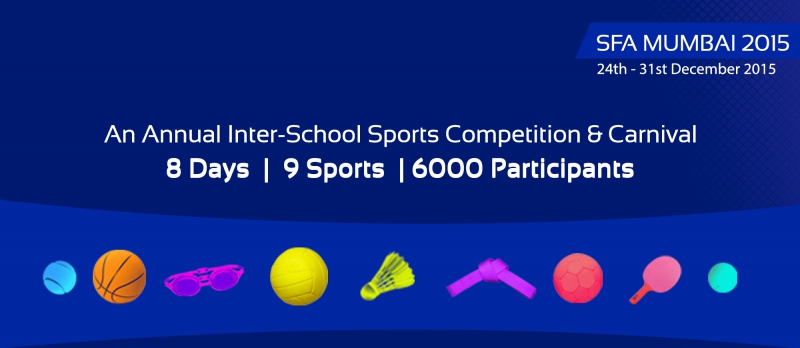 SFA MUMBAI 2015
24th - 31st December 2015
An Annual Inter-School Sports Competition & Carnival
8 Days | 9 Sports | 6000 Participants